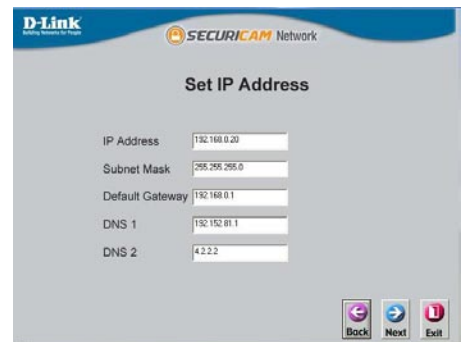 D-Link
Building Networks for People
SECURICAM Network
Set IP Address
IP Address 192.168.0.20
Subnet Mask 255.255.255.0
Default Gateway 192.168.0.1
DNS 1 192.152.81.1
DNS 2 4.2.2.2
Back Next Exit